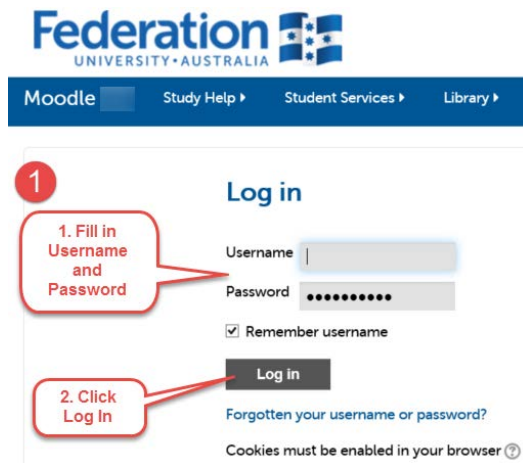 Federation
UNIVERSITY•AUSTRALIA
Moodle Study Help Student Services Library
1
Log in
1. Fill in
Username
and
Password
Username
Password ••••••••••
Remember username
Log in
2. Click
Log In
Forgotten your username or password?
Cookies must be enabled in your browser ?